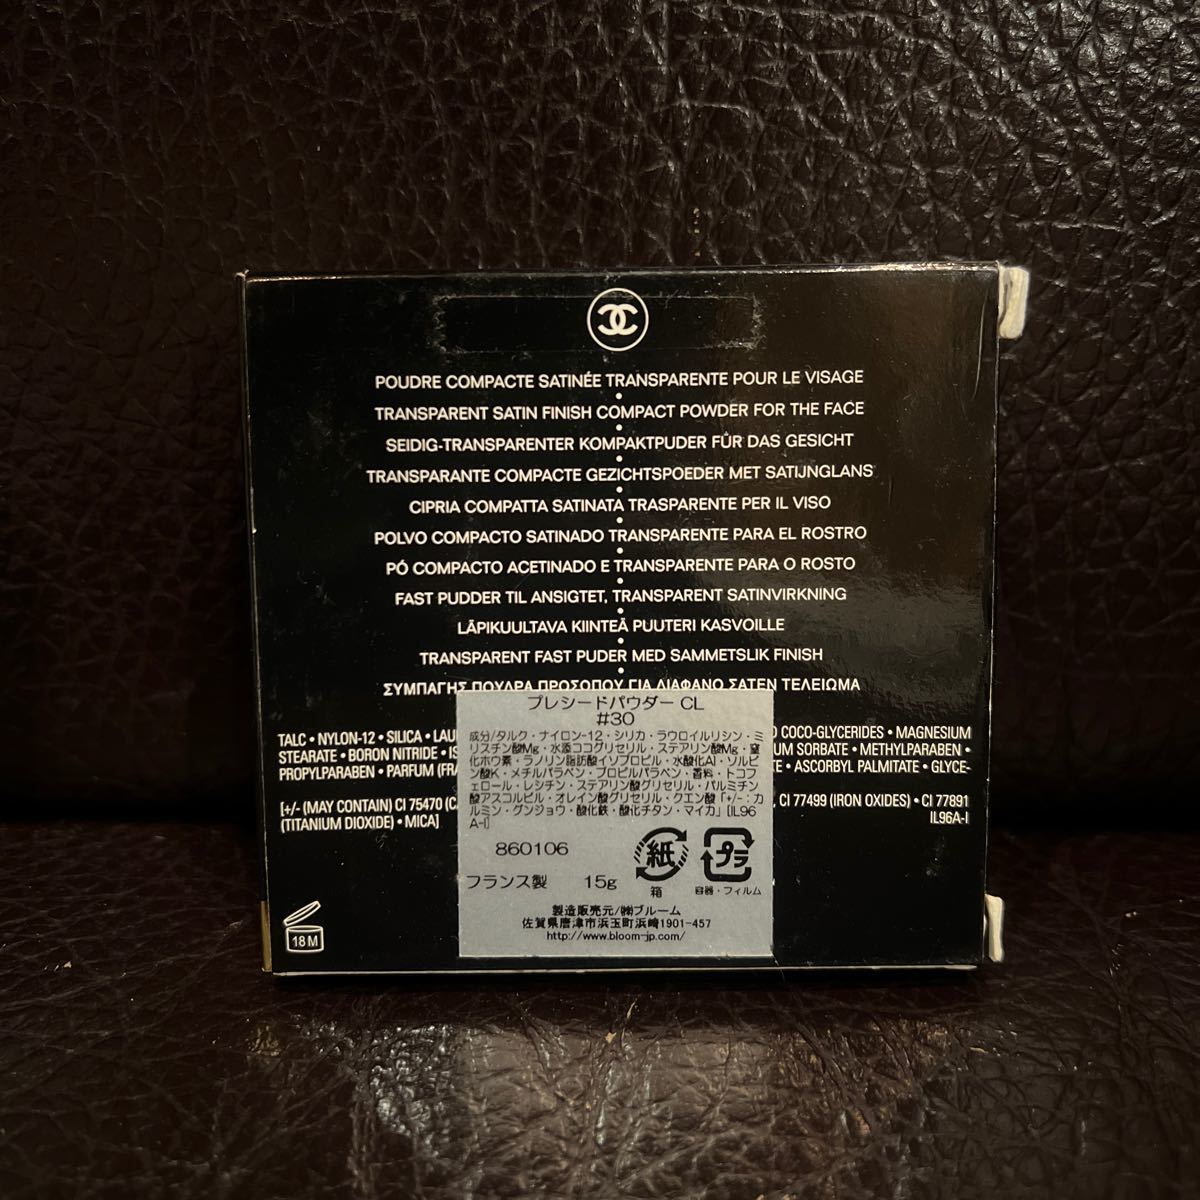 POUDRE COMPACTE SATINÉE TRANSPARENTE POUR LE VISAGE
•
TRANSPARENT SATIN FINISH COMPACT POWDER FOR THE FACE
•
SEIDIG-TRANSPARENTER KOMPAKTPUDER FÜR DAS GESICHT
•
TRANSPARANTE COMPACTE GEZICHTSPOEDER MET SATIJNGLANS
•
CIPRIA COMPATTA SATINATA TRASPARENTE PER IL VISO
•
POLVO COMPACTO SATINADO TRANSPARENTE PARA EL ROSTRO
•
PÓ COMPACTO ACETINADO E TRANSPARENTE PARA O ROSTO
•
FAST PUDDER TIL ANSIGTET, TRANSPARENT SATINVIRKNING
•
LÄPIKUULTAVA KIINTEÄ PUUTERI KASVOILLE
•
TRANSPARENT FAST PUDER MED SAMMETSLIK FINISH
•
ΣΥΜΠΑΓΗΣ ΠΟΥΔΡΑ ΠΡΟΣΩΠΟΥ ΓΙΑ ΔΙΑΦΑΝΟ ΣΑΤΕΝ ΤΕΛΕΙΩΜΑ
TALC • NYLON-12 • SILICA • LAU COCO-GLYCERIDES • MAGNESIUM
STEARATE • BORON NITRIDE • IS UM SORBATE • METHYLPARABEN •
PROPYLPARABEN • PARFUM (FRA TE • ASCORBYL PALMITATE • GLYCE-
[+/- (MAY CONTAIN) CI 75470 (CA CI 77499 (IRON OXIDES) • CI 77891
(TITANIUM DIOXIDE) • MICA] IL96A-I
プレシードパウダー CL
#30
成分/タルク・ナイロン-12・シリカ・ラウロイルリシン・ミ
リスチン酸Mg・水添ココグリセリル・ステアリン酸Mg・窒
化ホウ素・ラノリン脂肪酸イソプロピル・水酸化Al・ソルビ
ン酸K・メチルパラベン・プロピルパラベン・香料・トコフ
ェロール・レシチン・ステアリン酸グリセリル・パルミチン
酸アスコルビル・オレイン酸グリセリル・クエン酸「+/-:カ
ルミン・グンジョウ・酸化鉄・酸化チタン・マイカ」[IL96
A-I]
860106
紙
プラ
箱
容器・フィルム
フランス製 15g
製造販売元/㈱ブルーム
佐賀県唐津市浜玉町浜崎1901-457
http://www.bloom-jp.com/
18 M